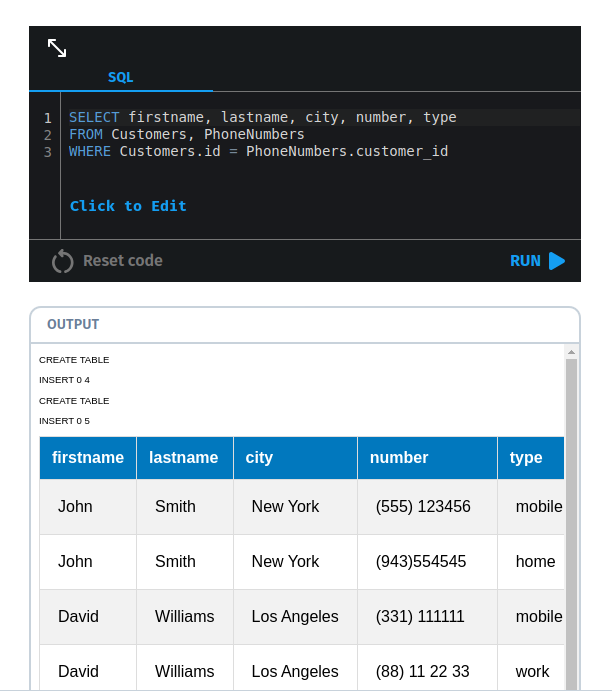 SQL
1 SELECT firstname, lastname, city, number, type
2 FROM Customers, PhoneNumbers
3 WHERE Customers.id = PhoneNumbers.customer_id
Click to Edit
Reset code RUN
OUTPUT
CREATE TABLE
INSERT 0 4
CREATE TABLE
INSERT 0 5
firstname lastname city number type
John Smith New York (555) 123456 mobile
John Smith New York (943)554545 home
David Williams Los Angeles (331) 111111 mobile
David Williams Los Angeles (88) 11 22 33 work